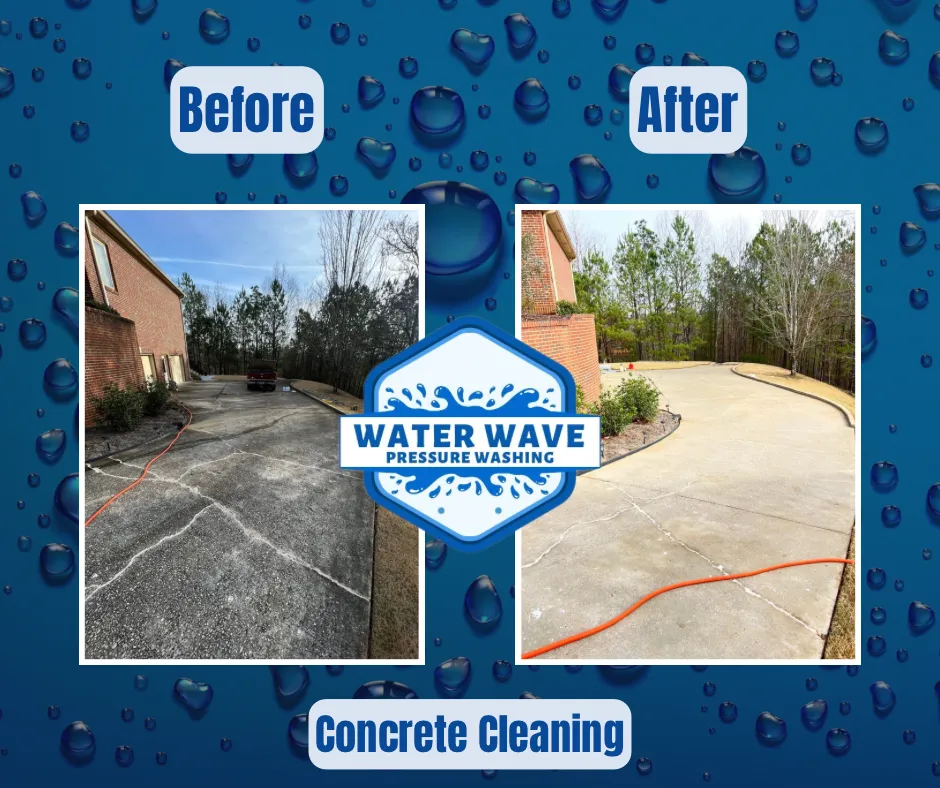 Before
After
WATER WAVE
PRESSURE WASHING
Concrete Cleaning